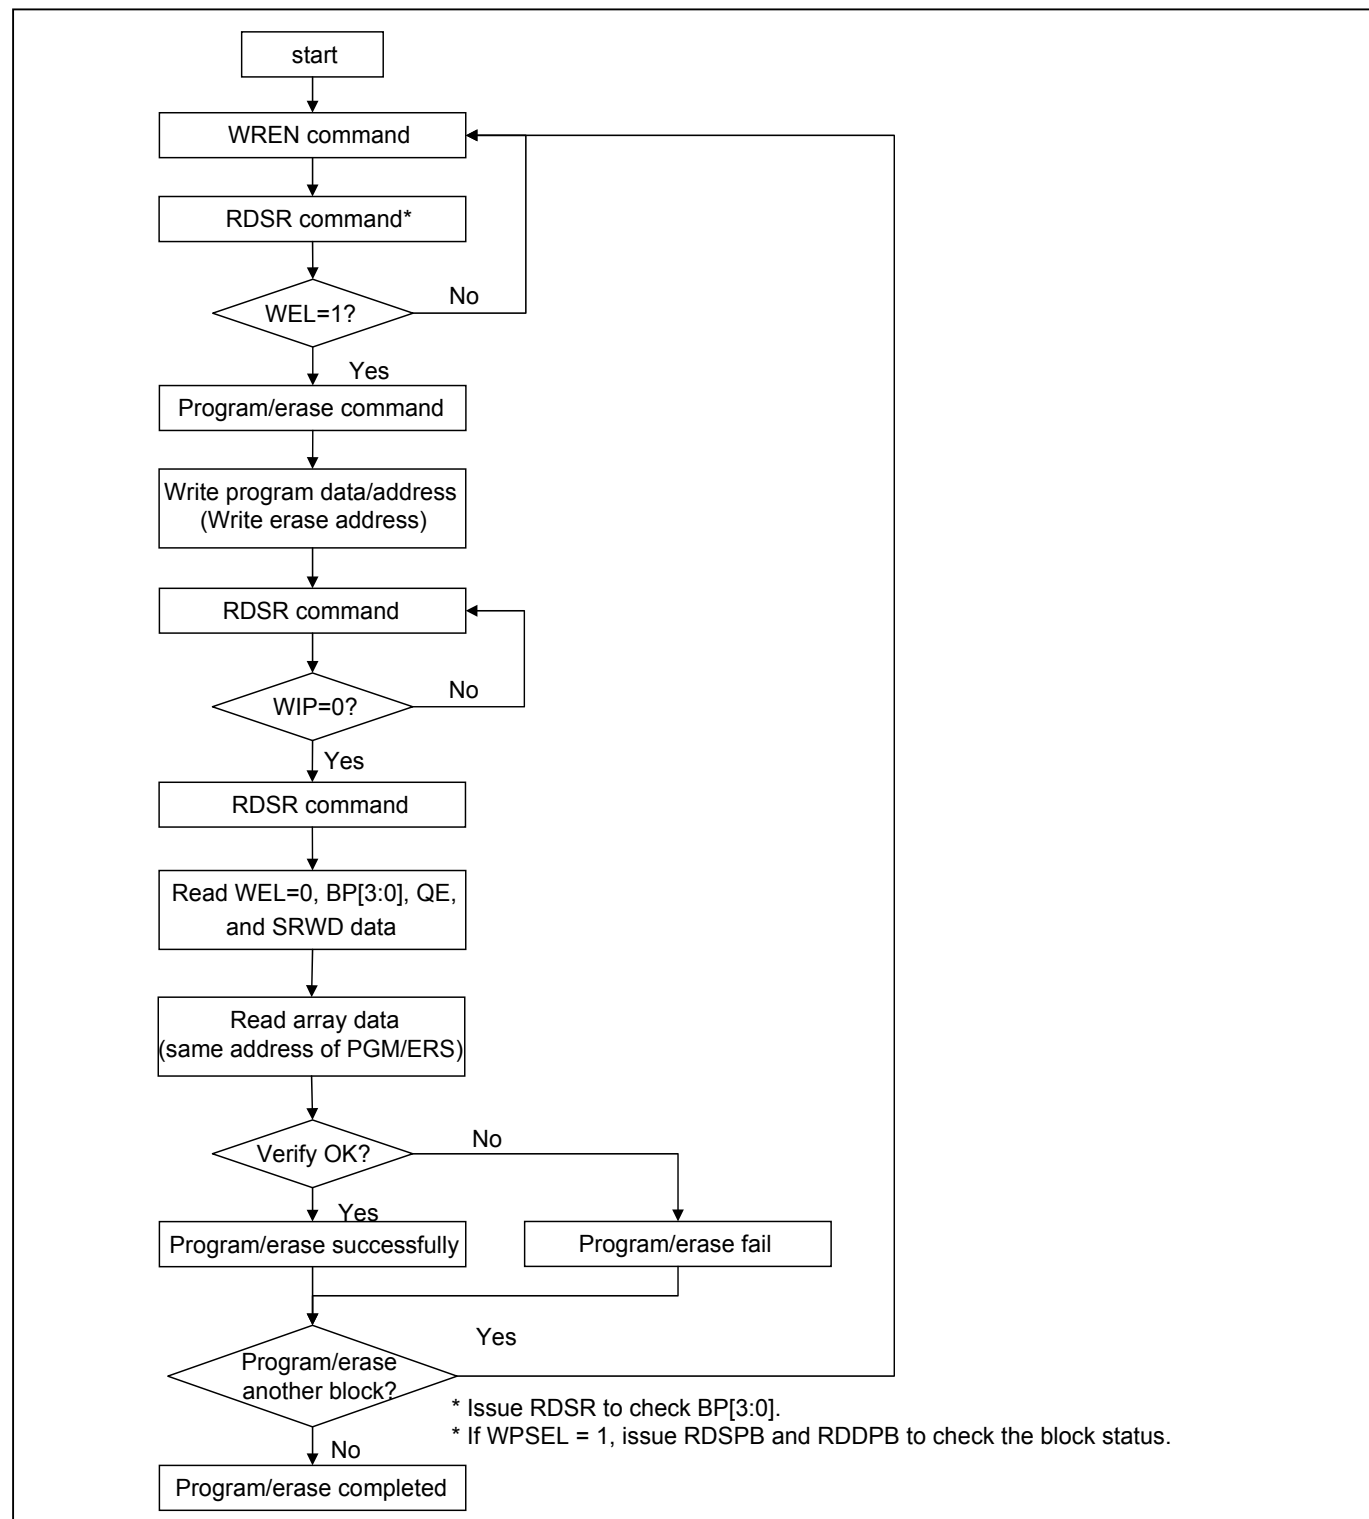 start
WREN command
RDSR command*
WEL=1?
No
Yes
Program/erase command
Write program data/address
(Write erase address)
RDSR command
WIP=0?
No
Yes
RDSR command
Read WEL=0, BP[3:0], QE,
and SRWD data
Read array data
(same address of PGM/ERS)
Verify OK?
No
Yes
Program/erase successfully
Program/erase fail
Program/erase
another block?
Yes
* Issue RDSR to check BP[3:0].
* If WPSEL = 1, issue RDSPB and RDDPB to check the block status.
No
Program/erase completed